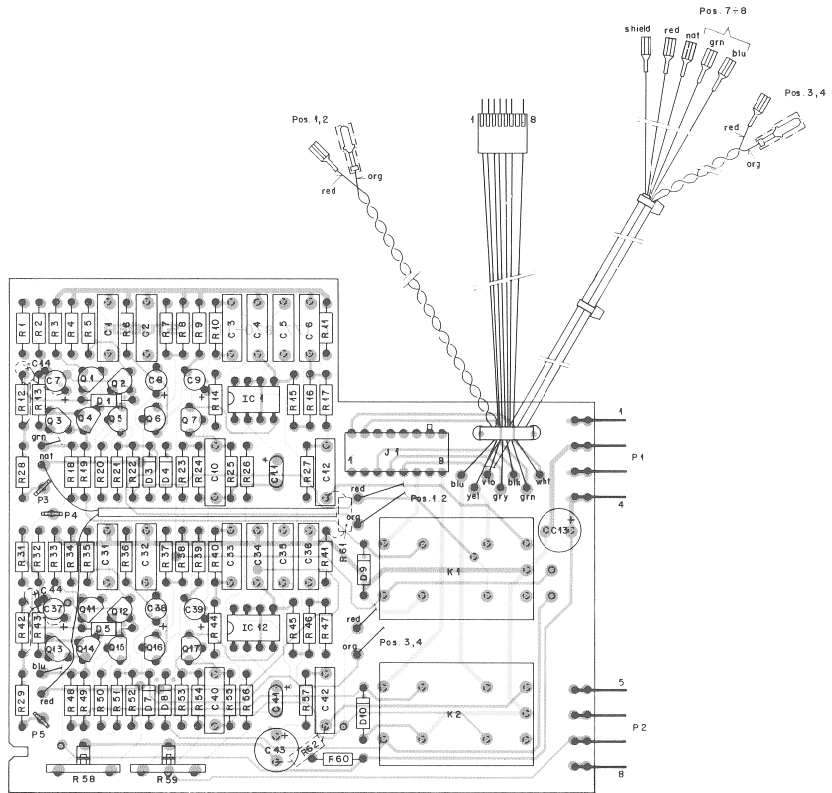 Pos. 7÷8
shield red nat grn blu
Pos. 3,4
red
org
1 8
Pos. 1,2
red
org
R1 R2 R3 R4 R5 C1 R6 C2 R7 R8 R9 R10 C3 C4 C5 C6 R11
C14
R12 R13 C7 Q1 Q2 C8 C9 R14 IC 1 R15 R16 R17
D1
Q3 Q4 Q5 Q6 Q7
grn
nat
R28 R18 R19 R20 R21 R22 D3 D4 R23 R24 C10 R25 R26 C11 R27 C12
J1
1 8
blu vio blk wht
yel gry grn
1
P1
4
P3
P4
red
org
Pos. 1,2
R61
CC13
R31 R32 R33 R34 R35 C31 R36 C32 R37 R38 R39 R40 C33 C34 C35 C36 R41
D9
K1
C44
R42 R43 C37 Q11 Q12 C38 C39 R44 IC 12 R45 R46 R47
D5
Q13 Q14 Q15 Q16 Q17
red
org
Pos. 3,4
blu
red
R29 R48 R49 R50 R51 R52 D7 D8 R53 R54 C40 R55 R56 C41 R57 C42
D10
K2
5
P2
8
P5
C43
R62
R60
R58 R59